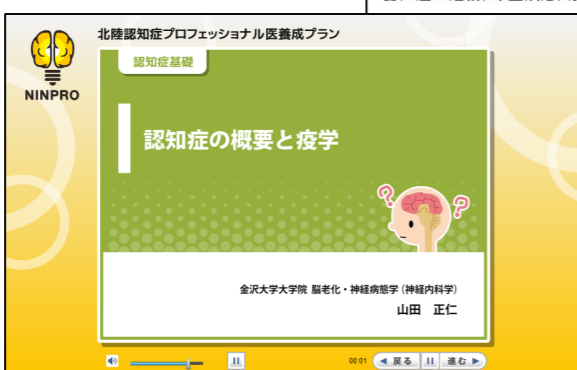 北陸認知症プロフェッショナル医養成プラン
NINPRO
認知症基礎
認知症の概要と疫学
金沢大学大学院 脳老化・神経病態学(神経内科学)
山田 正仁
00:01 戻る 進む